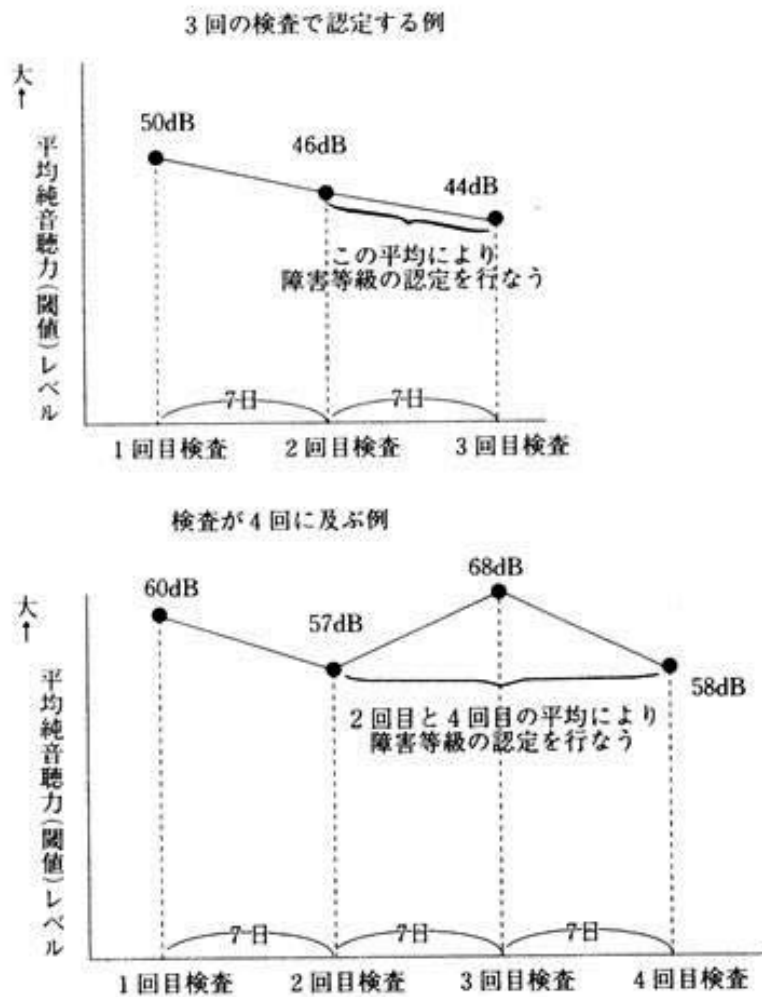 3回の検査で認定する例
大
↑
平均純音聴力(閾値)レベル
50dB
46dB
44dB
この平均により
障害等級の認定を行なう
7日
7日
1回目検査
2回目検査
3回目検査
検査が4回に及ぶ例
大
↑
平均純音聴力(閾値)レベル
60dB
57dB
68dB
58dB
2回目と4回目の平均により
障害等級の認定を行なう
7日
7日
7日
1回目検査
2回目検査
3回目検査
4回目検査